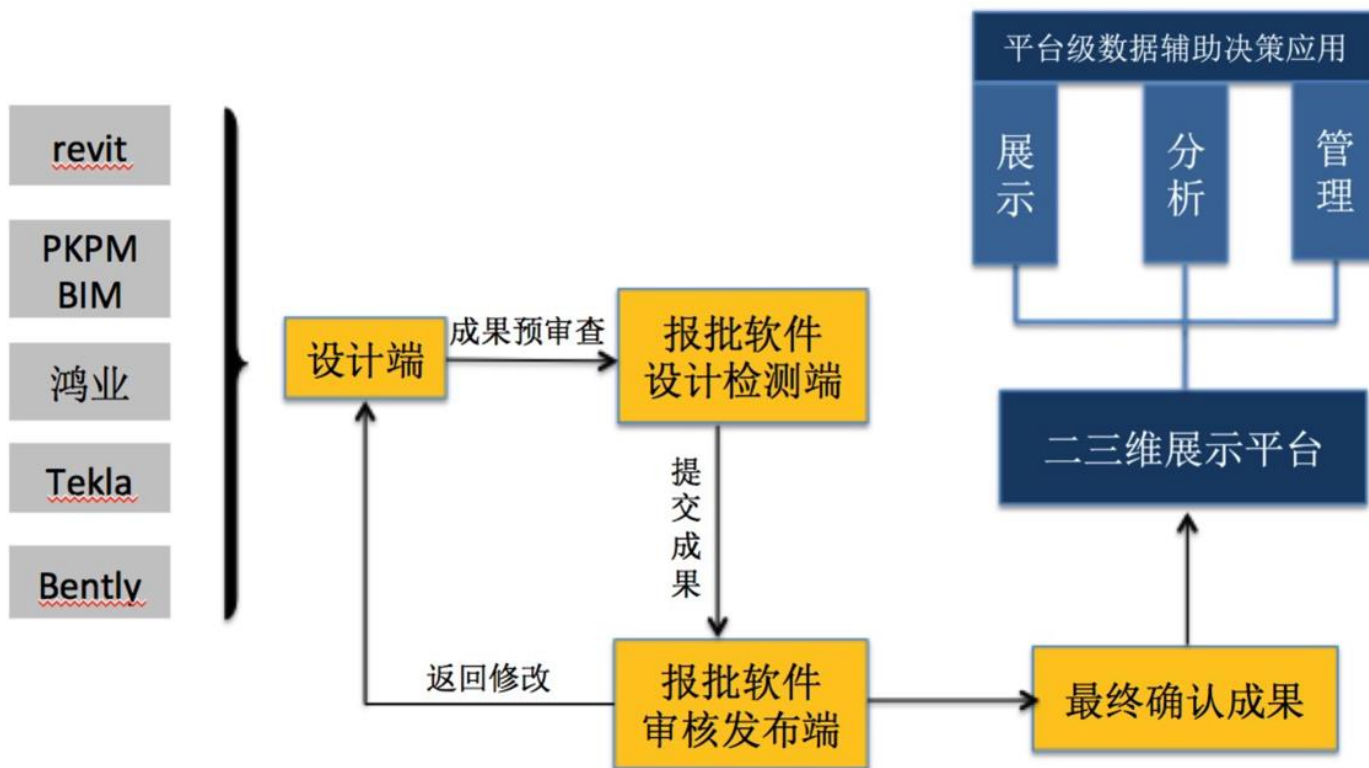 revit
PKPM
BIM
鸿业
Tekla
Bently
设计端
成果预审查
报批软件
设计检测端
提交成果
报批软件
审核发布端
返回修改
最终确认成果
二三维展示平台
展示
分析
管理
平台级数据辅助决策应用